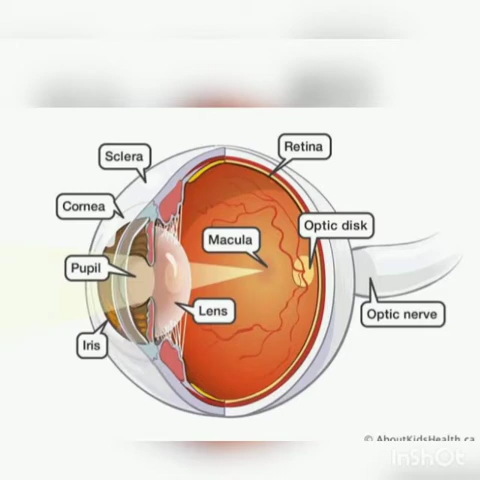 Retina
Sclera
Cornea
Optic disk
Macula
Pupil
Lens
Optic nerve
Iris
© AboutKidsHealth.ca
InShOt